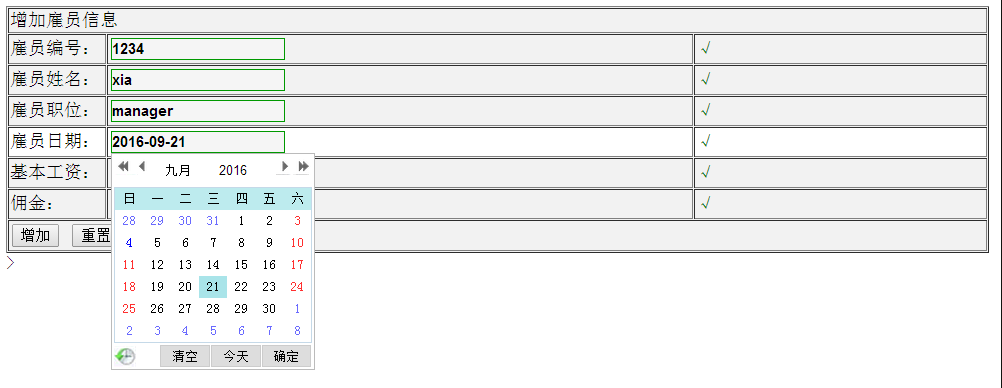 增加雇员信息
雇员编号： 1234 √
雇员姓名： xia √
雇员职位： manager √
雇员日期： 2016-09-21 √
基本工资： √
佣金： √
增加 重置
九月 2016
日 一 二 三 四 五 六
28 29 30 31 1 2 3
4 5 6 7 8 9 10
11 12 13 14 15 16 17
18 19 20 21 22 23 24
25 26 27 28 29 30 1
2 3 4 5 6 7 8
清空 今天 确定